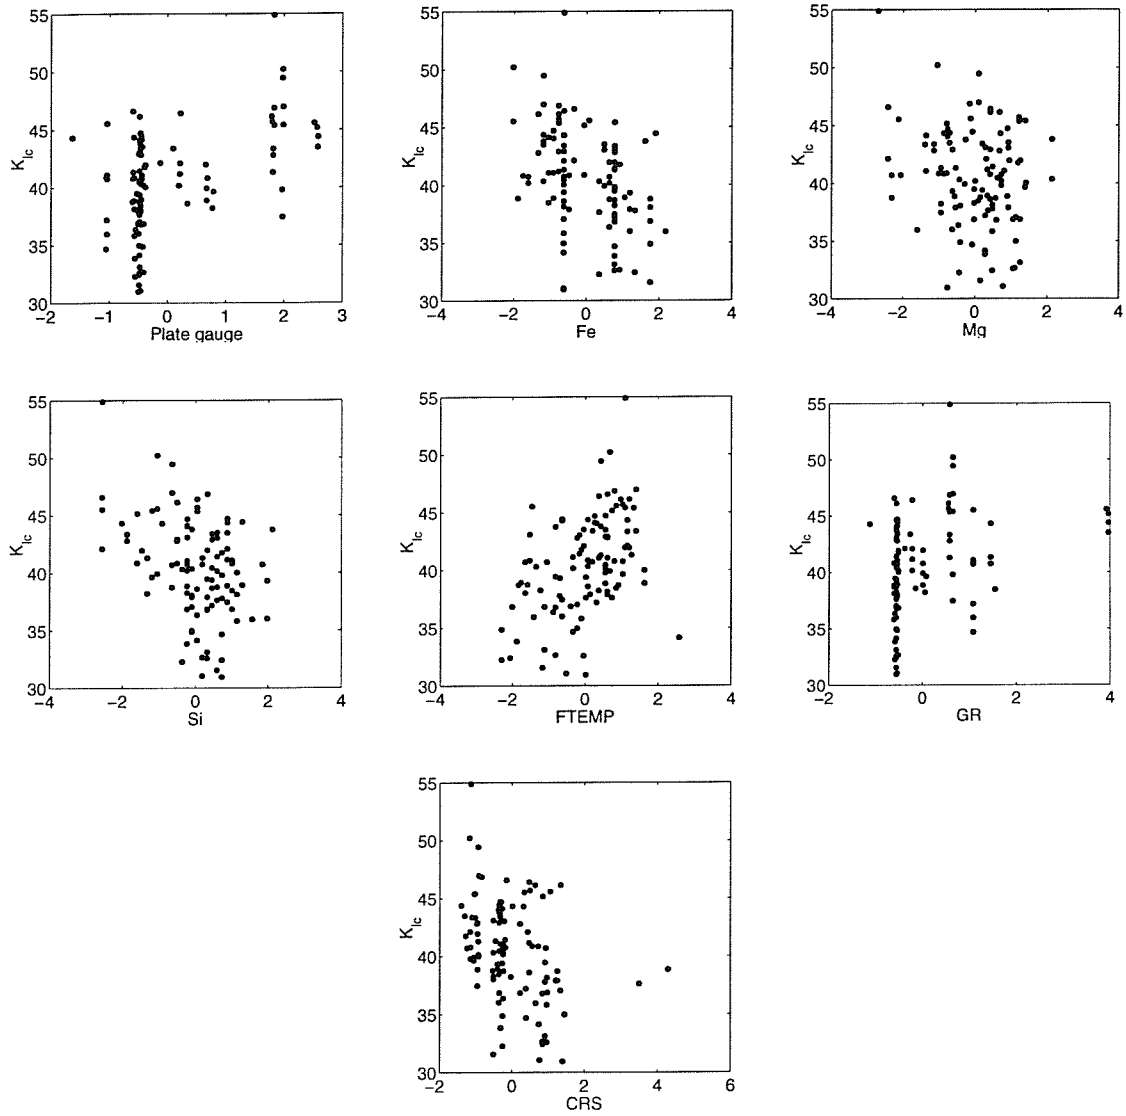 55 55 55
50 50 50
K_Ic 45 K_Ic 45 K_Ic 45
40 40 40
35 35 35
30 30 30
−2 −1 0 1 2 3 −4 −2 0 2 4 −4 −2 0 2 4
Plate gauge Fe Mg
55 55 55
50 50 50
K_Ic 45 K_Ic 45 K_Ic 45
40 40 40
35 35 35
30 30 30
−4 −2 0 2 4 −4 −2 0 2 4 −2 0 2 4
Si FTEMP GR
55
50
K_Ic 45
40
35
30
−2 0 2 4 6
CRS